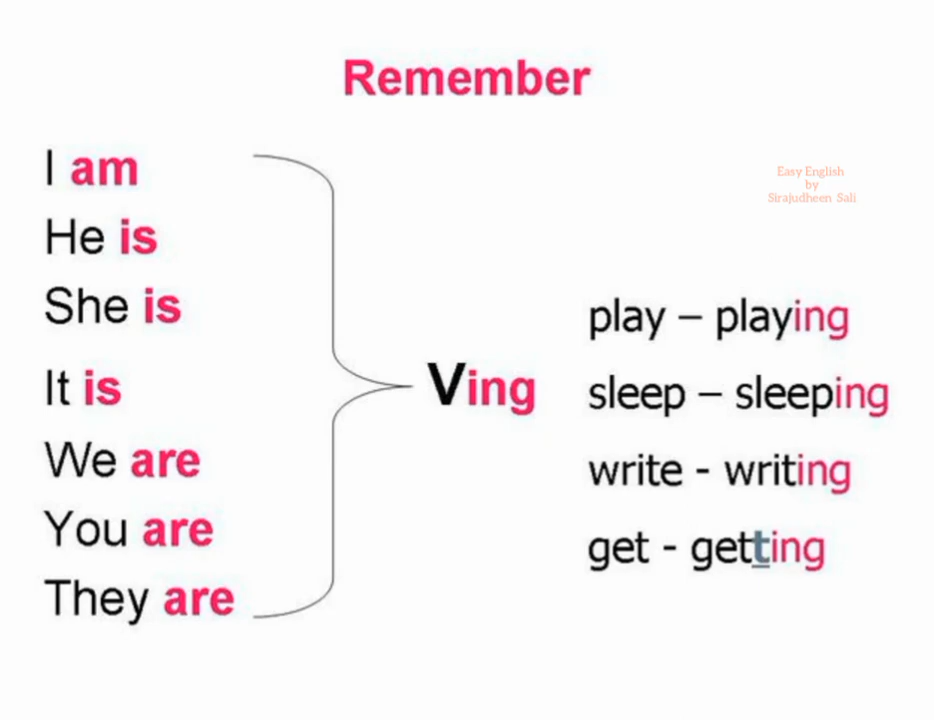 Remember
Easy English
by
Sirajudheen Sali
I am
He is
She is
It is
We are
You are
They are
Ving
play – playing
sleep – sleeping
write - writing
get - getting